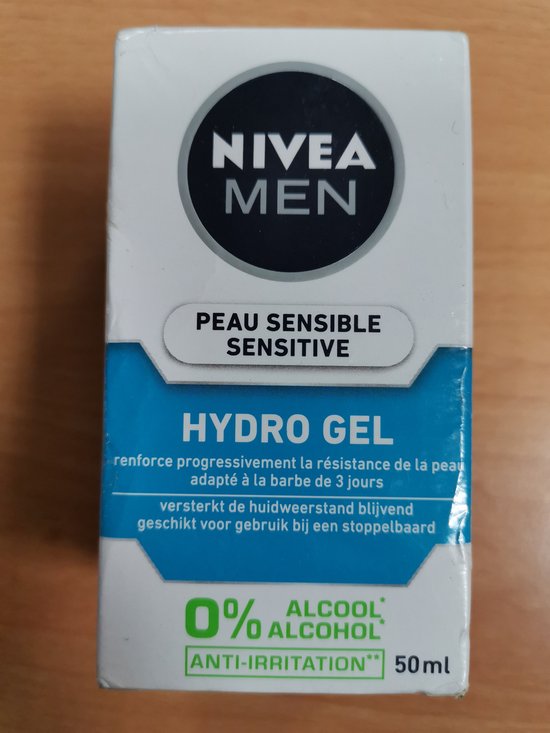 NIVEA
MEN
PEAU SENSIBLE
SENSITIVE
HYDRO GEL
renforce progressivement la résistance de la peau
adapté à la barbe de 3 jours
versterkt de huidweerstand blijvend
geschikt voor gebruik bij een stoppelbaard
0% ALCOOL*
ALCOHOL*
ANTI-IRRITATION**
50ml